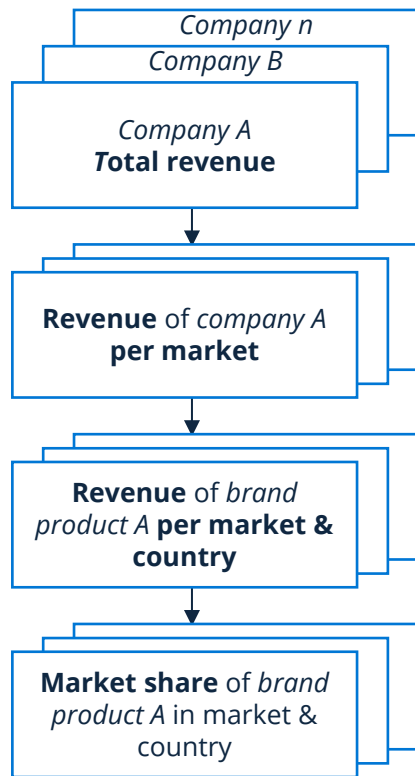 Company n
Company B
Company A
Total revenue
Revenue of company A
per market
Revenue of brand
product A per market &
country
Market share of brand
product A in market &
country